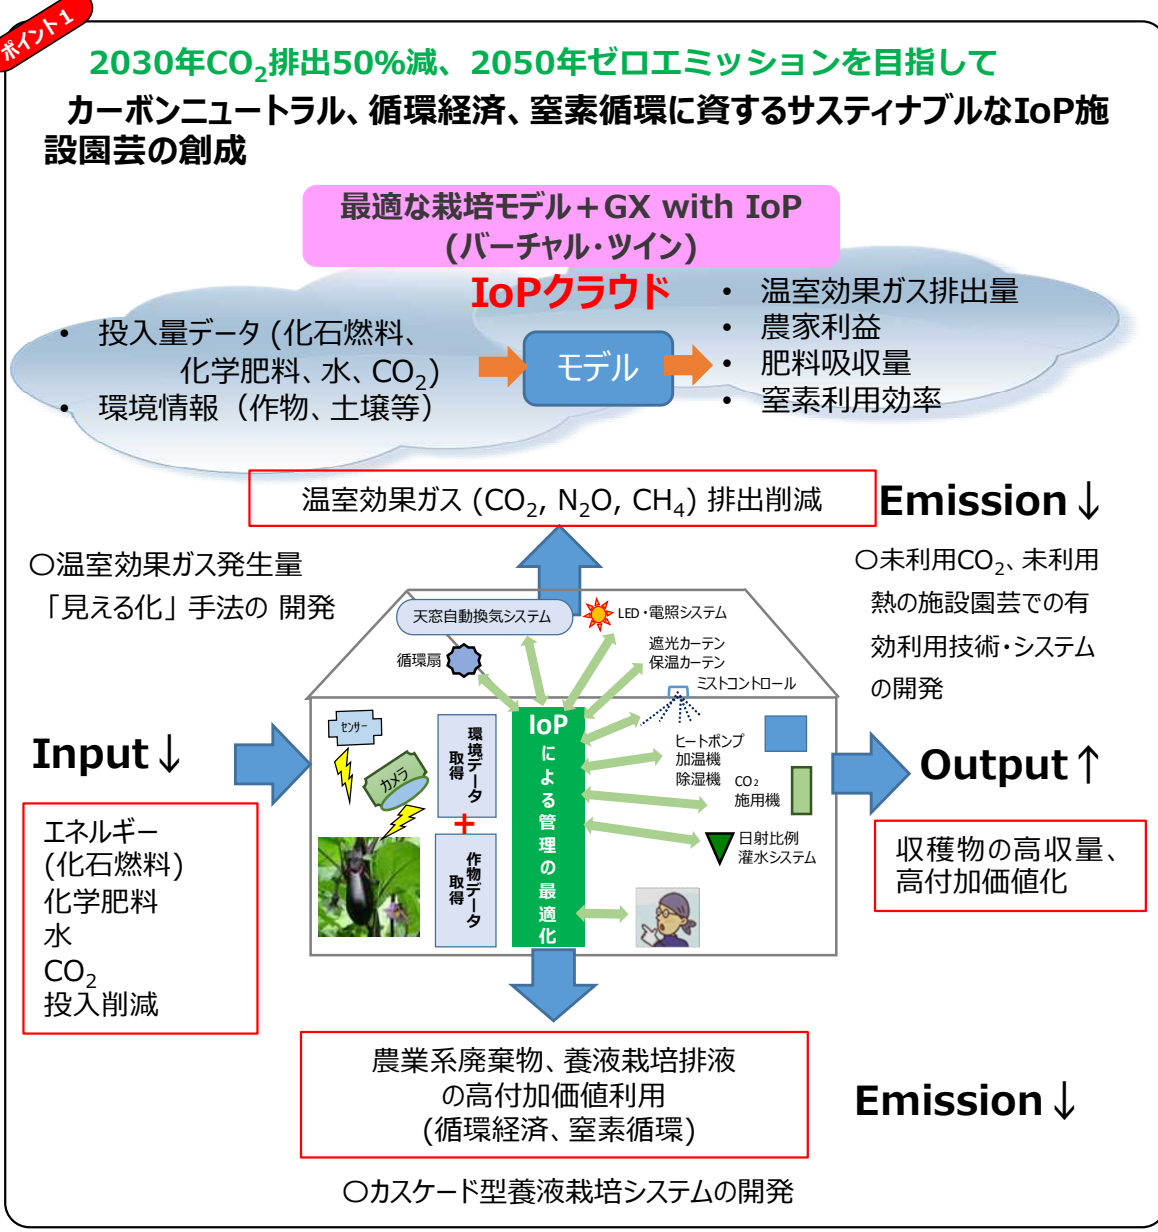 ポイント1
2030年CO₂排出50%減、2050年ゼロエミッションを目指して
カーボンニュートラル、循環経済、窒素循環に資するサスティナブルなIoP施
設園芸の創成
最適な栽培モデル＋GX with IoP
(バーチャル・ツイン)
IoPクラウド
• 投入量データ (化石燃料、
化学肥料、水、CO₂)
• 環境情報（作物、土壌等）
モデル
• 温室効果ガス排出量
• 農家利益
• 肥料吸収量
• 窒素利用効率
温室効果ガス (CO₂, N₂O, CH₄) 排出削減
Emission↓
〇温室効果ガス発生量
「見える化」手法の 開発
〇未利用CO₂、未利用
熱の施設園芸での有
効利用技術・システム
の開発
天窓自動換気システム
LED・電照システム
循環扇
遮光カーテン
保温カーテン
ミストコントロール
センサー
カメラ
環境データ
取得
+
作物データ
取得
IoP
による管理の最適化
ヒートポンプ
加温機
除湿機
CO₂
施用機
日射比例
灌水システム
Input↓
エネルギー
(化石燃料)
化学肥料
水
CO₂
投入削減
Output↑
収穫物の高収量、
高付加価値化
農業系廃棄物、養液栽培排液
の高付加価値利用
(循環経済、窒素循環)
Emission↓
〇カスケード型養液栽培システムの開発